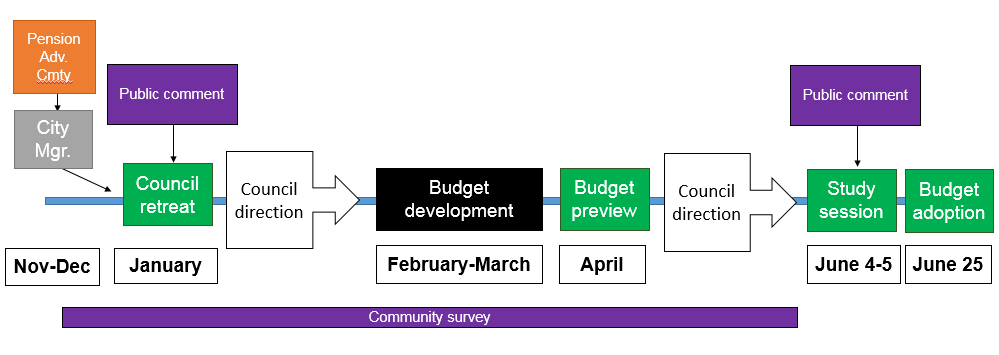 Pension
Adv.
Cmty
City
Mgr.
Public comment
Council
retreat
Council
direction
Budget
development
Budget
preview
Council
direction
Public comment
Study
session
Budget
adoption
Nov-Dec
January
February-March
April
June 4-5
June 25
Community survey